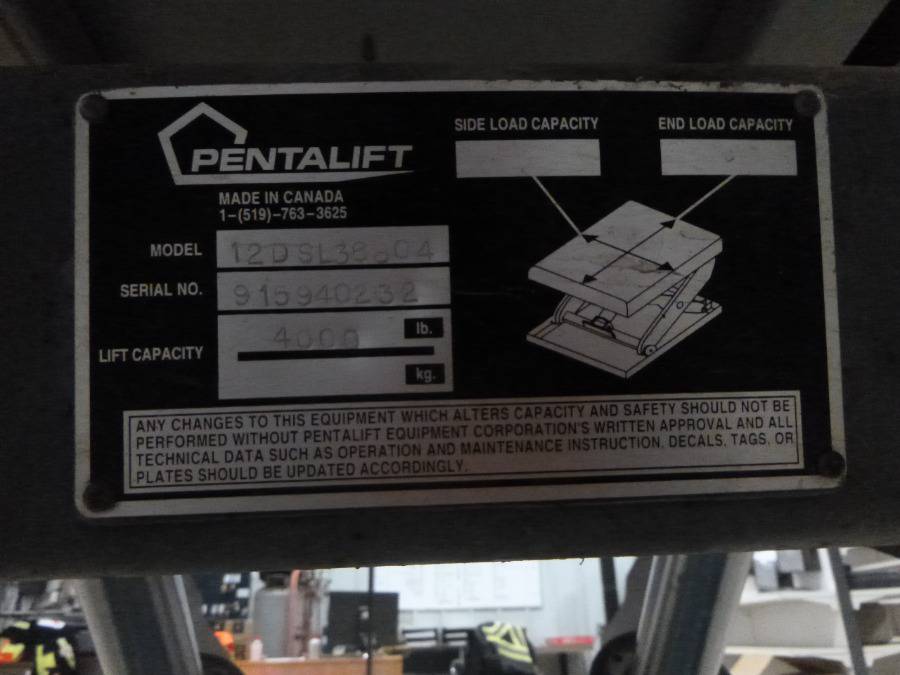 PENTALIFT
MADE IN CANADA
1-(519)-763-3625
SIDE LOAD CAPACITY
END LOAD CAPACITY
MODEL
SERIAL NO. 915940232
LIFT CAPACITY 4000 lb.
kg.
ANY CHANGES TO THIS EQUIPMENT WHICH ALTERS CAPACITY AND SAFETY SHOULD NOT BE
PERFORMED WITHOUT PENTALIFT EQUIPMENT CORPORATION'S WRITTEN APPROVAL AND ALL
TECHNICAL DATA SUCH AS OPERATION AND MAINTENANCE INSTRUCTION, DECALS, TAGS, OR
PLATES SHOULD BE UPDATED ACCORDINGLY.